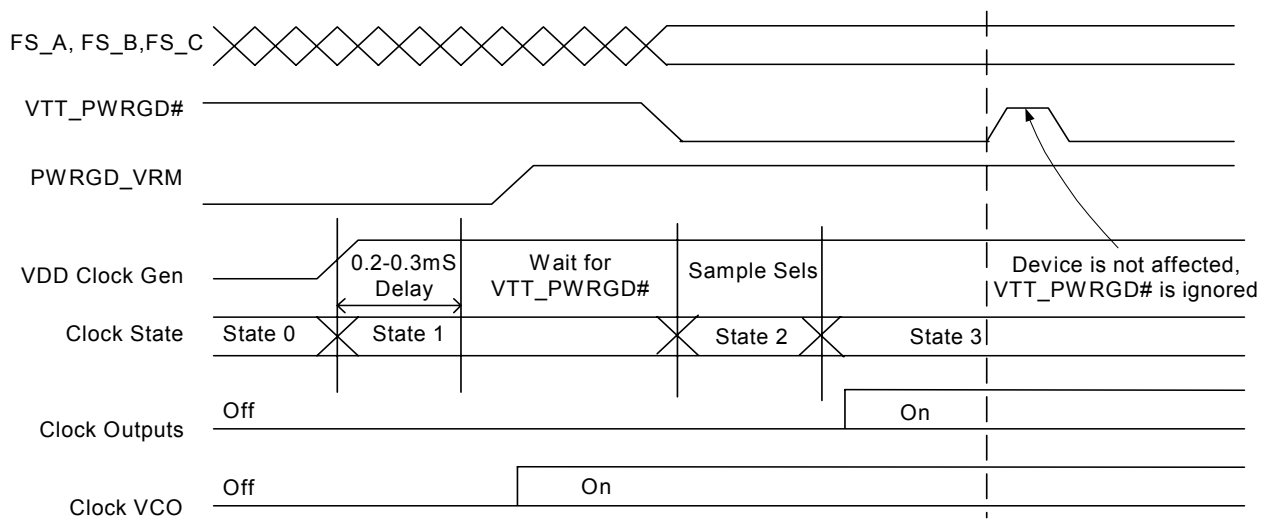 FS_A, FS_B,FS_C
VTT_PWRGD#
PWRGD_VRM
VDD Clock Gen
0.2-0.3mS
Delay
Wait for
VTT_PWRGD#
Sample Sels
Device is not affected,
VTT_PWRGD# is ignored
Clock State
State 0
State 1
State 2
State 3
Clock Outputs
Off
On
Clock VCO
Off
On